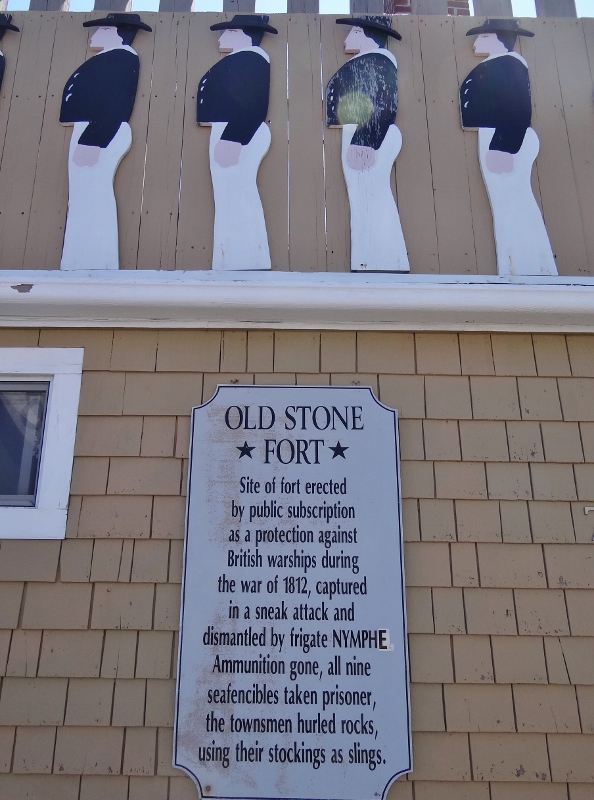 OLD STONE
★ FORT ★
Site of fort erected
by public subscription
as a protection against
British warships during
the war of 1812, captured
in a sneak attack and
dismantled by frigate NYMPHE
Ammunition gone, all nine
seafencibles taken prisoner,
the townsmen hurled rocks,
using their stockings as slings.